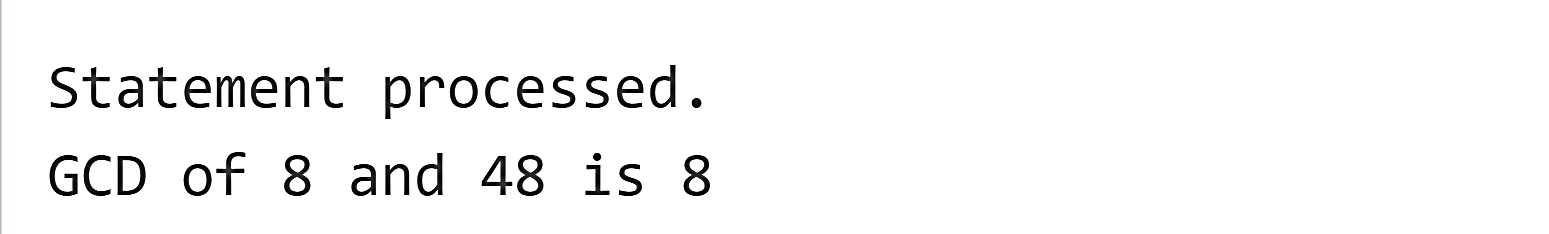 Statement processed.
GCD of 8 and 48 is 8